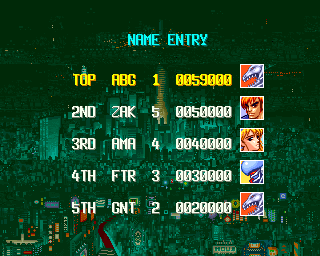 NAME ENTRY
TOP ABG 1 0059000
2ND ZAK 5 0050000
3RD AMA 4 0040000
4TH FTR 3 0030000
5TH GNT 2 0020000